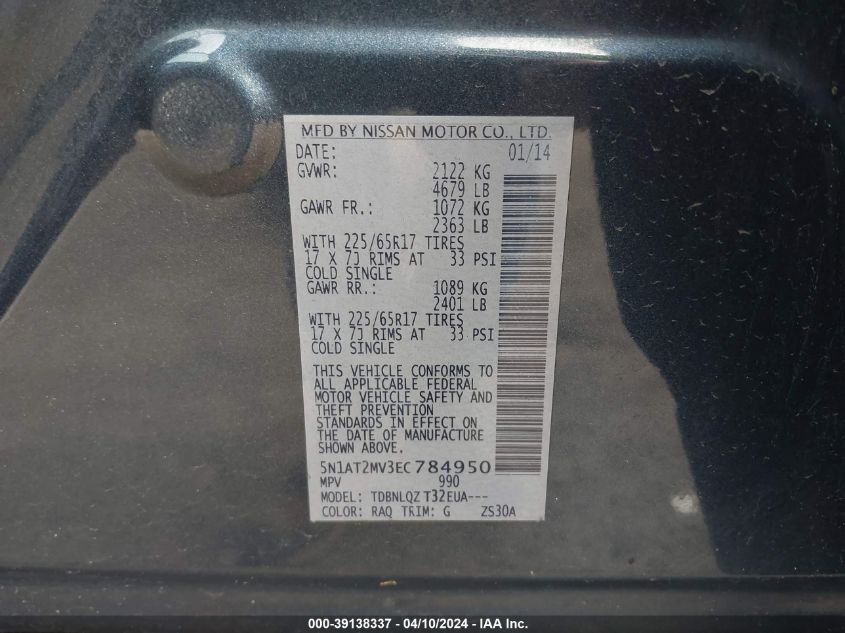 MFD BY NISSAN MOTOR CO., LTD.
DATE: 01/14
GVWR: 2122 KG
4679 LB
GAWR FR.: 1072 KG
2363 LB
WITH 225/65R17 TIRES
17 X 7J RIMS AT 33 PSI
COLD SINGLE
GAWR RR.: 1089 KG
2401 LB
WITH 225/65R17 TIRES
17 X 7J RIMS AT 33 PSI
COLD SINGLE
THIS VEHICLE CONFORMS TO
ALL APPLICABLE FEDERAL
MOTOR VEHICLE SAFETY AND
THEFT PREVENTION
STANDARDS IN EFFECT ON
THE DATE OF MANUFACTURE
SHOWN ABOVE.
5N1AT2MV3EC784950
MPV 990
MODEL: TDBNLQZ T32EUA---
COLOR: RAQ TRIM: G ZS30A
000-39138337 - 04/10/2024 - IAA Inc.